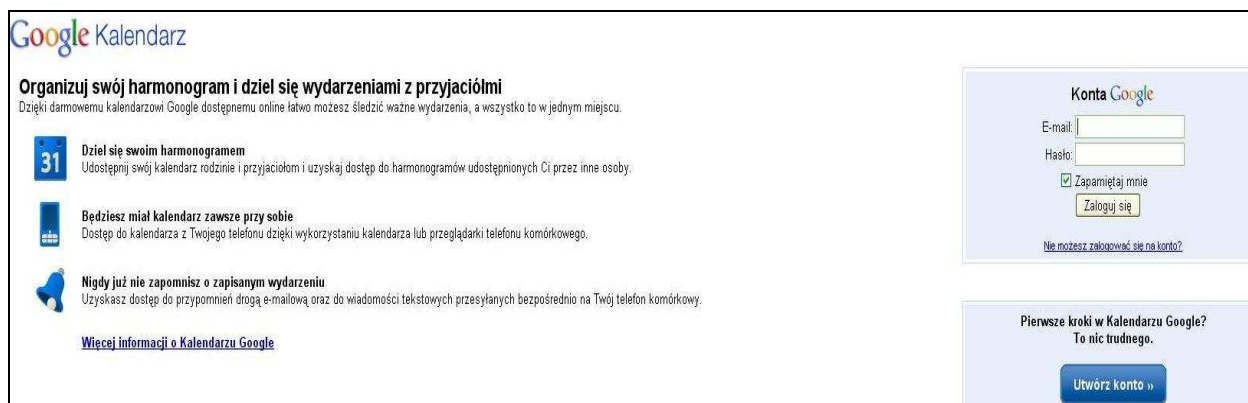 Google Kalendarz
Organizuj swój harmonogram i dziel się wydarzeniami z przyjaciółmi
Dzięki darmowemu kalendarzowi Google dostępnemu online łatwo możesz śledzić ważne wydarzenia, a wszystko to w jednym miejscu.
31
Dziel się swoim harmonogramem
Udostępnij swój kalendarz rodzinie i przyjaciołom i uzyskaj dostęp do harmonogramów udostępnionych Ci przez inne osoby.
Będziesz miał kalendarz zawsze przy sobie
Dostęp do kalendarza z Twojego telefonu dzięki wykorzystaniu kalendarza lub przeglądarki telefonu komórkowego.
Nigdy już nie zapomnisz o zapisanym wydarzeniu
Uzyskasz dostęp do przypomnień drogą e-mailową oraz do wiadomości tekstowych przesyłanych bezpośrednio na Twój telefon komórkowy.
Więcej informacji o Kalendarzu Google
Konta Google
E-mail:
Hasło:
Zapamiętaj mnie
Zaloguj się
Nie możesz zalogować się na konto?
Pierwsze kroki w Kalendarzu Google?
To nic trudnego.
Utwórz konto »